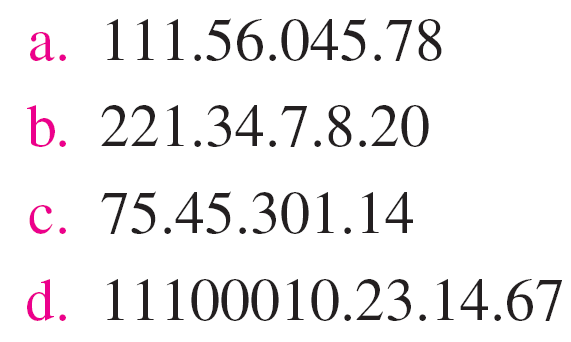 a. 111.56.045.78
b. 221.34.7.8.20
c. 75.45.301.14
d. 11100010.23.14.67